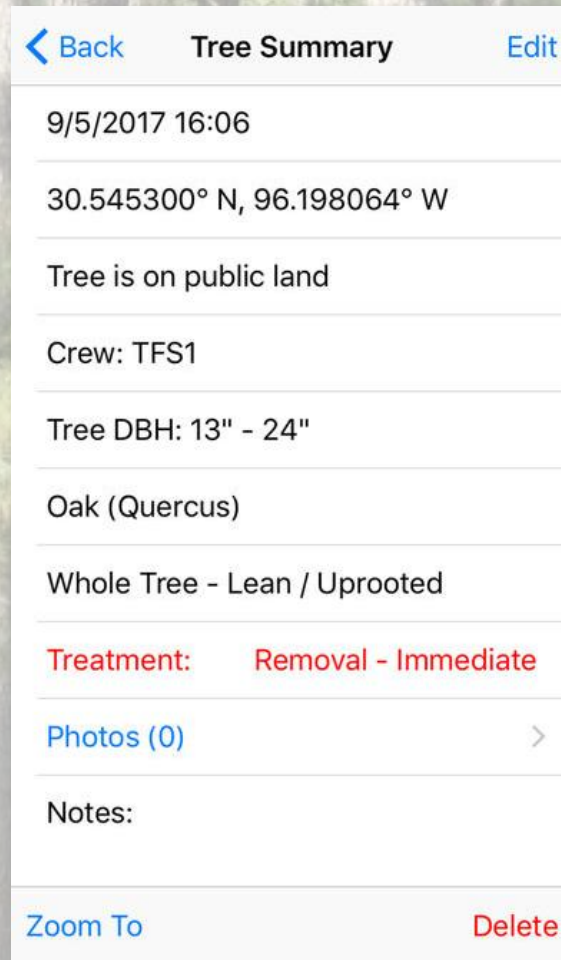 Back Tree Summary Edit
9/5/2017 16:06
30.545300° N, 96.198064° W
Tree is on public land
Crew: TFS1
Tree DBH: 13" - 24"
Oak (Quercus)
Whole Tree - Lean / Uprooted
Treatment: Removal - Immediate
Photos (0)
Notes:
Zoom To Delete